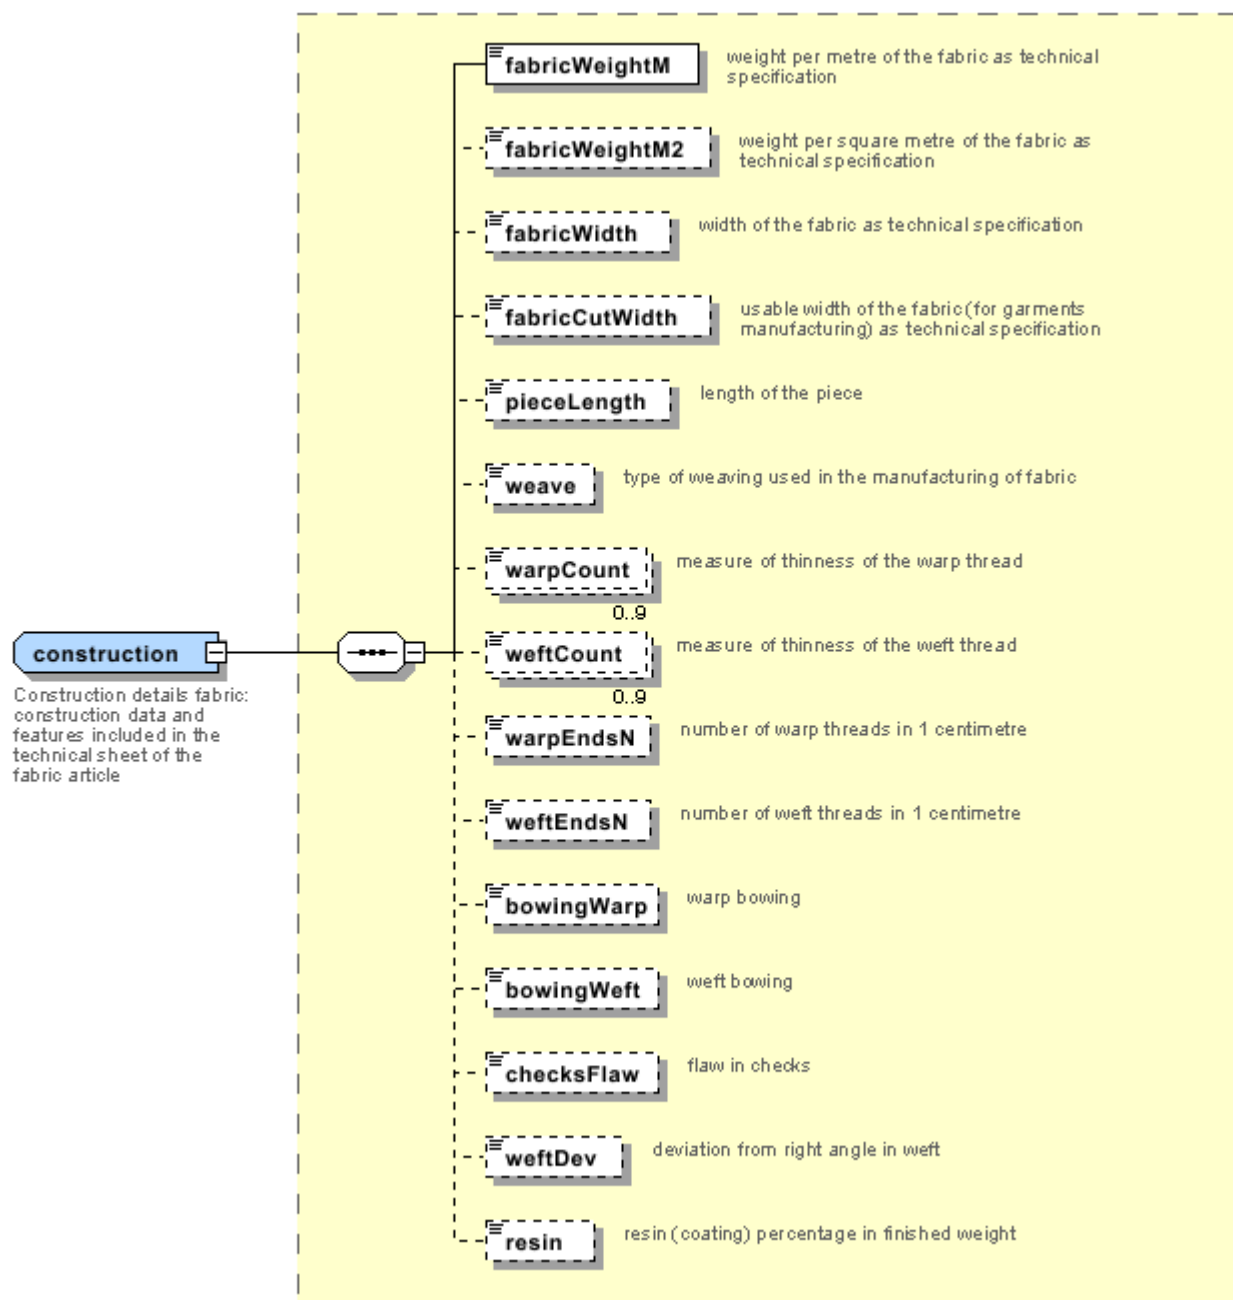 fabricWeightM
weight per metre of the fabric as technical
specification
fabricWeightM2
weight per square metre of the fabric as
technical specification
fabricWidth
width of the fabric as technical specification
fabricCutWidth
usable width of the fabric (for garments
manufacturing) as technical specification
pieceLength
length of the piece
weave
type of weaving used in the manufacturing of fabric
warpCount
measure of thinness of the warp thread
0..9
construction
Construction details fabric:
construction data and
features included in the
technical sheet of the
fabric article
weftCount
measure of thinness of the weft thread
0..9
warpEndsN
number of warp threads in 1 centimetre
weftEndsN
number of weft threads in 1 centimetre
bowingWarp
warp bowing
bowingWeft
weft bowing
checksFlaw
flaw in checks
weftDev
deviation from right angle in weft
resin
resin (coating) percentage in finished weight